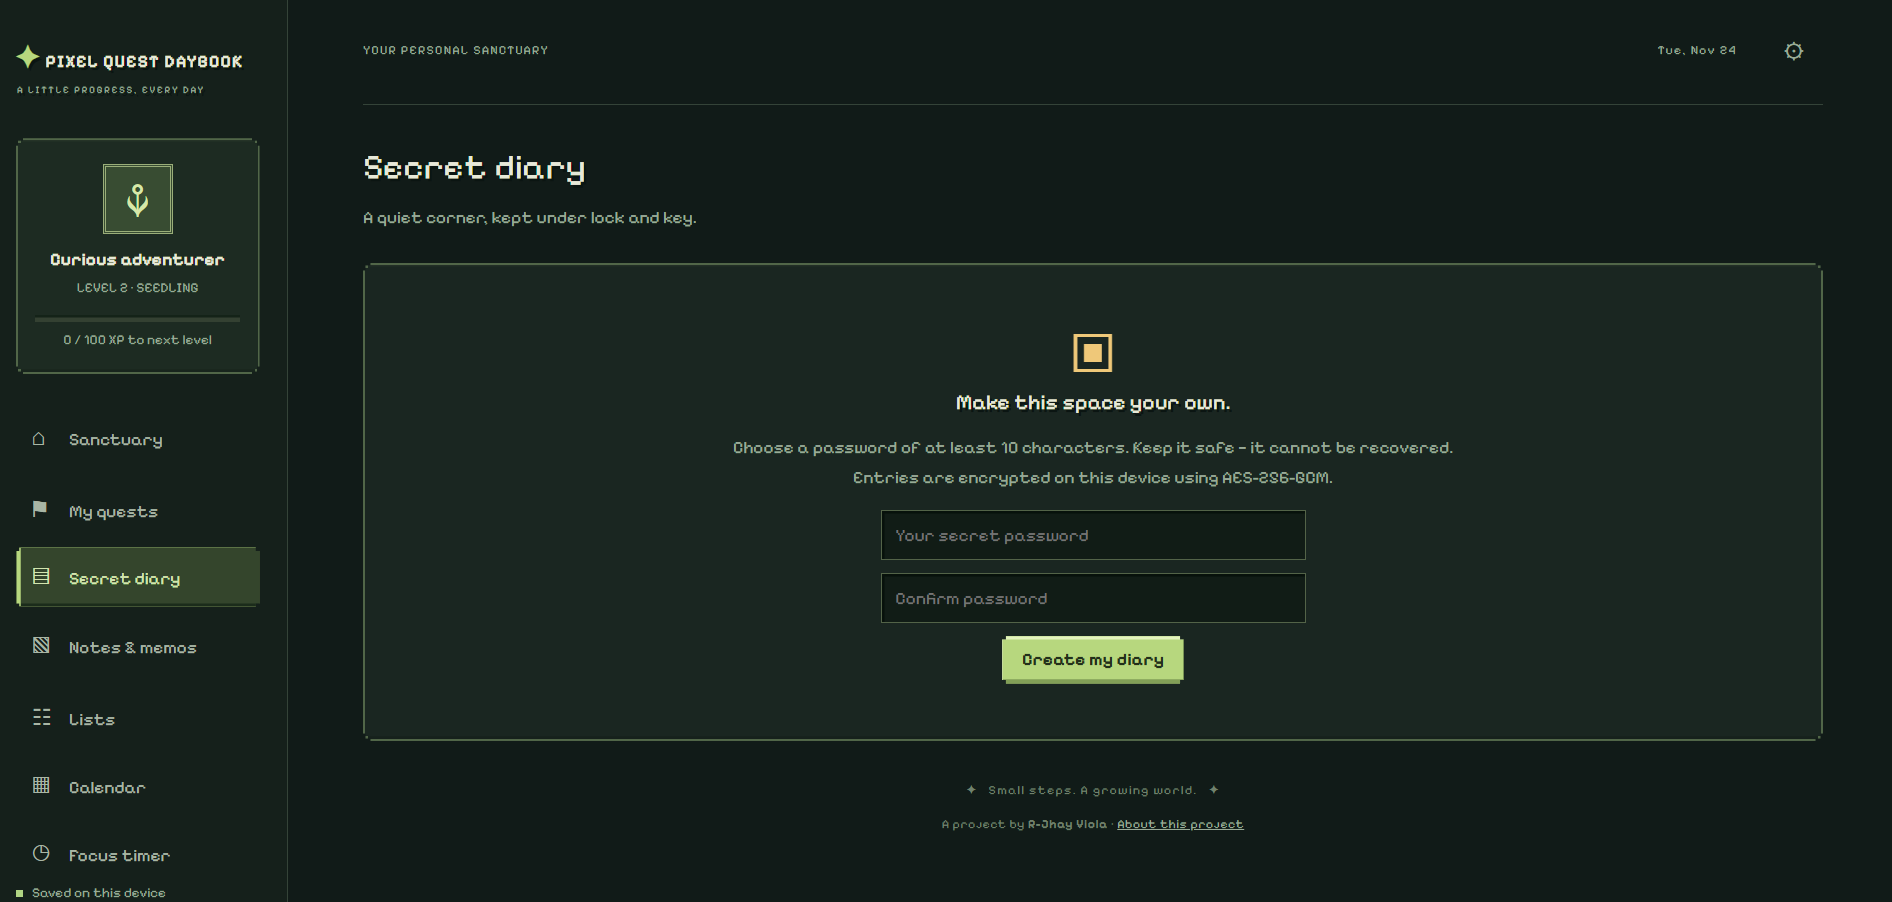 PIXEL QUEST DAYBOOK
A LITTLE PROGRESS, EVERY DAY
Curious adventurer
LEVEL 2 · SEEDLING
0 / 100 XP to next level
Sanctuary
My quests
Secret diary
Notes & memos
Lists
Calendar
Focus timer
Saved on this device
YOUR PERSONAL SANCTUARY
Tue, Nov 24
Secret diary
A quiet corner, kept under lock and key.
Make this space your own.
Choose a password of at least 10 characters. Keep it safe – it cannot be recovered.
Entries are encrypted on this device using AES-256-GCM.
Your secret password
Confirm password
Create my diary
Small steps. A growing world.
A project by R-Jhay Viola · About this project